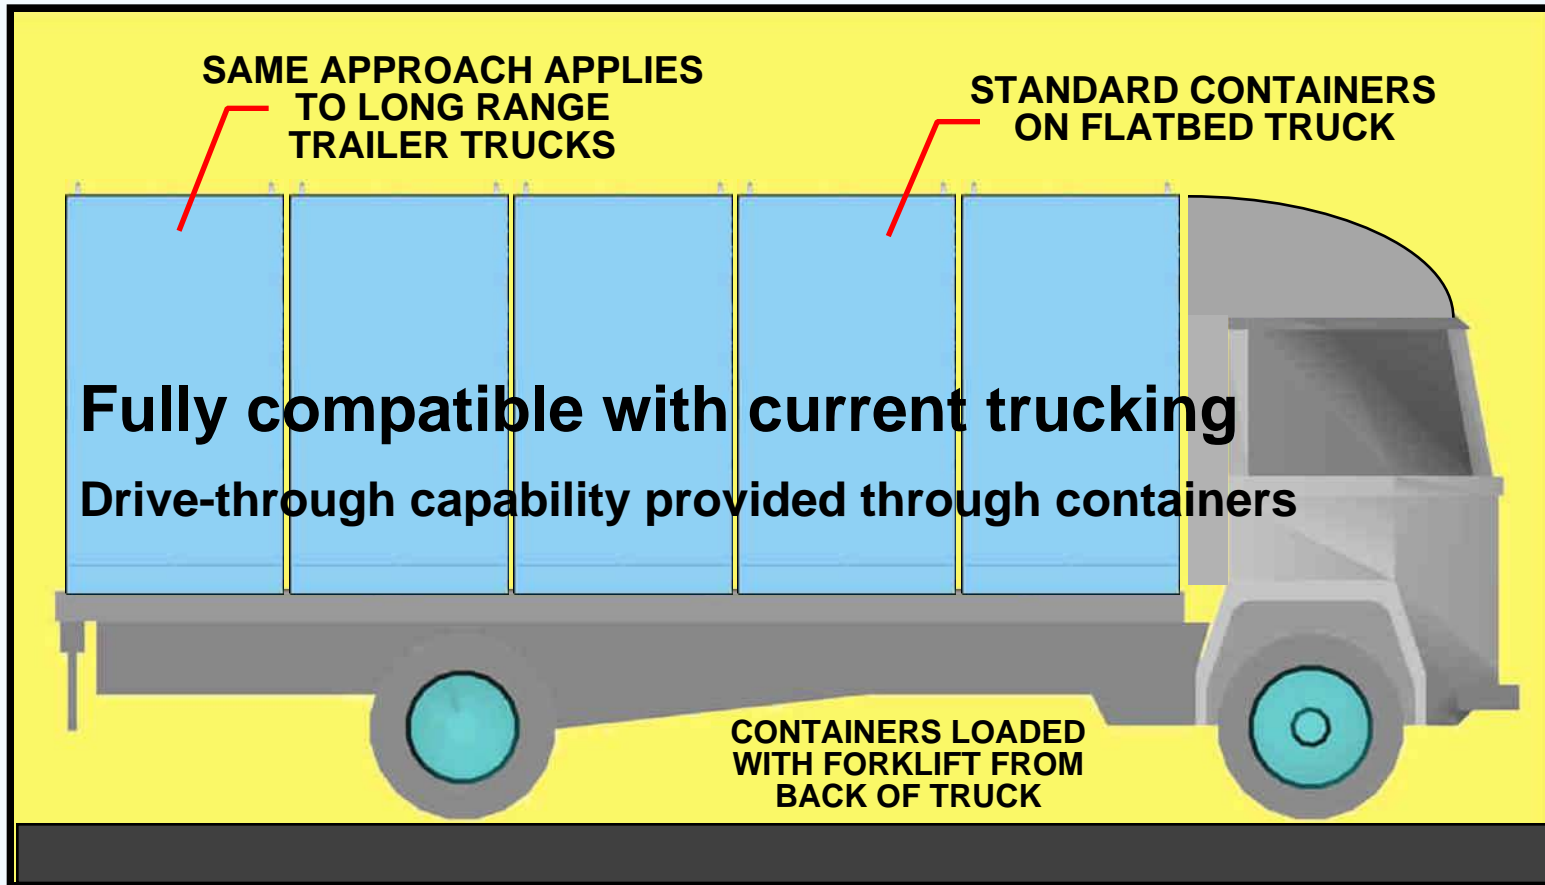 SAME APPROACH APPLIES
TO LONG RANGE
TRAILER TRUCKS
STANDARD CONTAINERS
ON FLATBED TRUCK
Fully compatible with current trucking
Drive-through capability provided through containers
CONTAINERS LOADED
WITH FORKLIFT FROM
BACK OF TRUCK